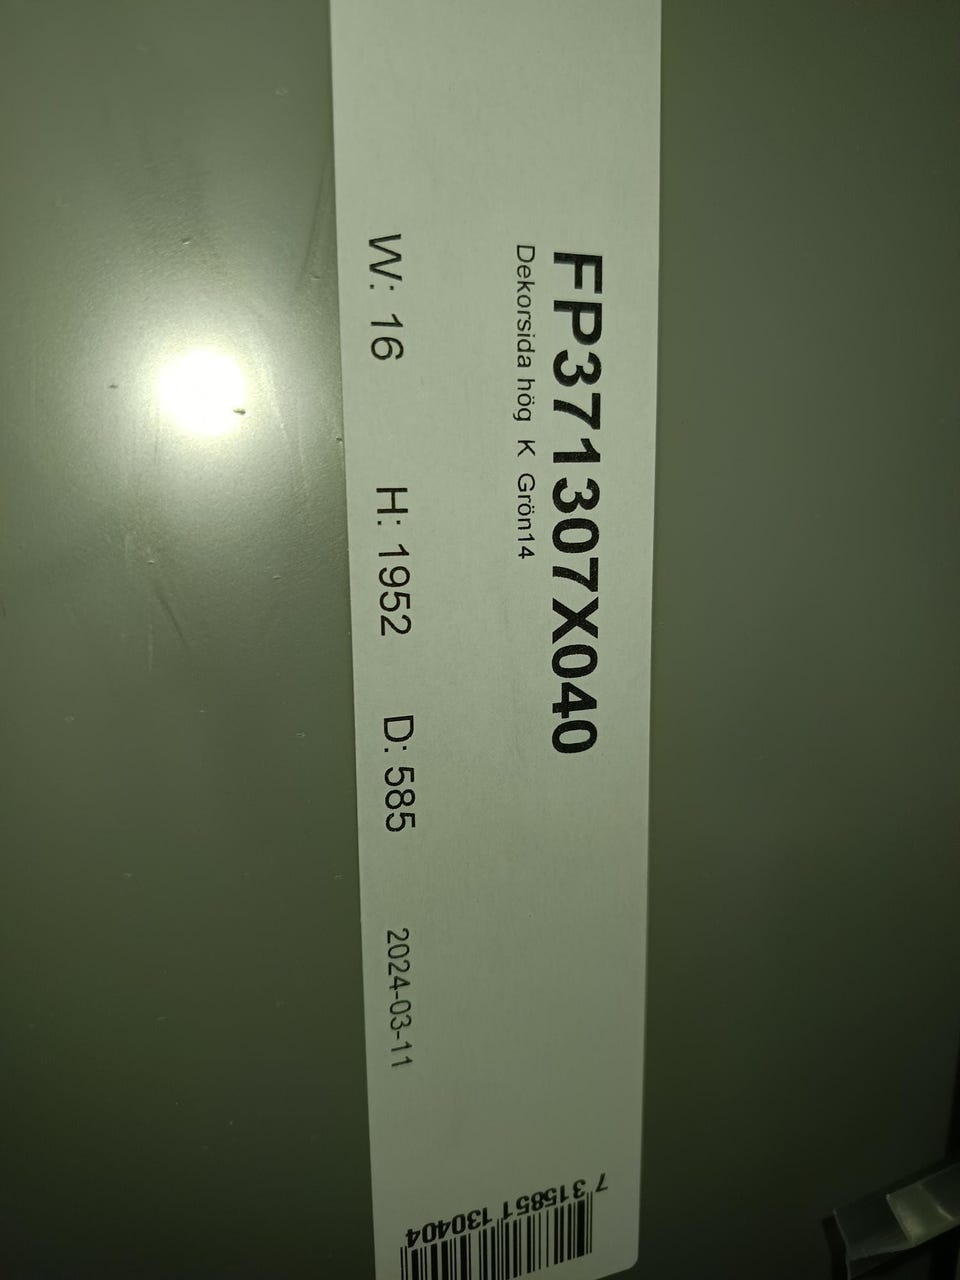 FP371307X040
Dekorsida hög K Grön14
W: 16 H: 1952 D: 585 2024-03-11
7 315851 130404